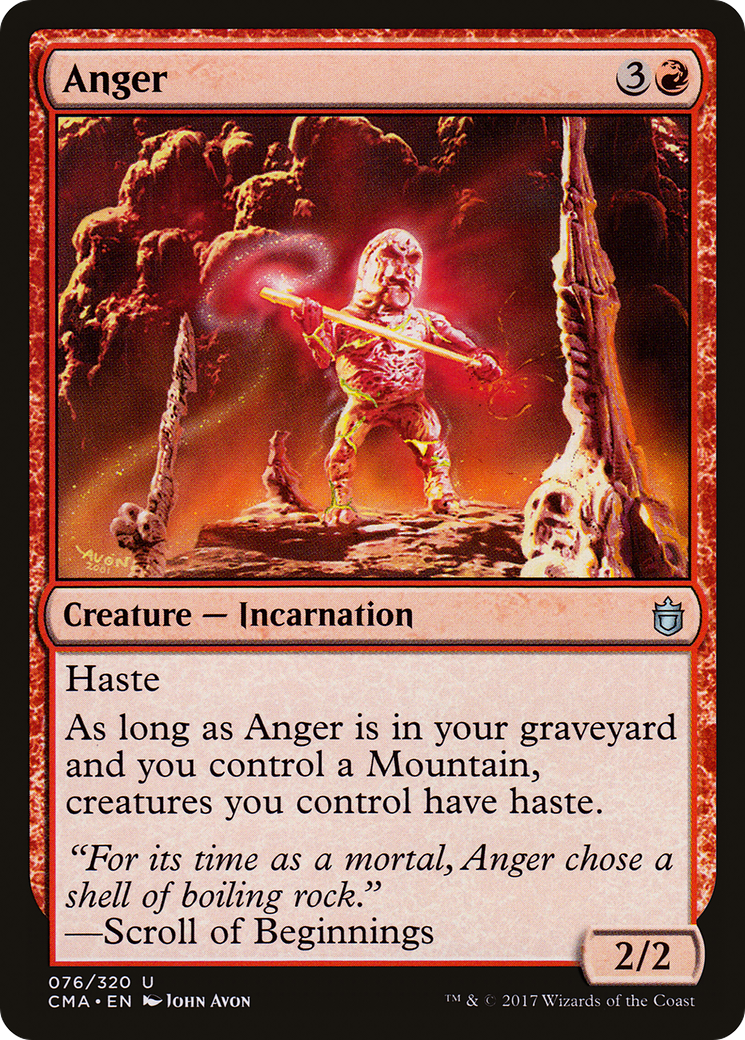 Anger 3
AVON
2001
Creature — Incarnation
Haste
As long as Anger is in your graveyard
and you control a Mountain,
creatures you control have haste.
“For its time as a mortal, Anger chose a
shell of boiling rock.”
—Scroll of Beginnings
2/2
076/320 U
CMA • EN John Avon
™ & © 2017 Wizards of the Coast